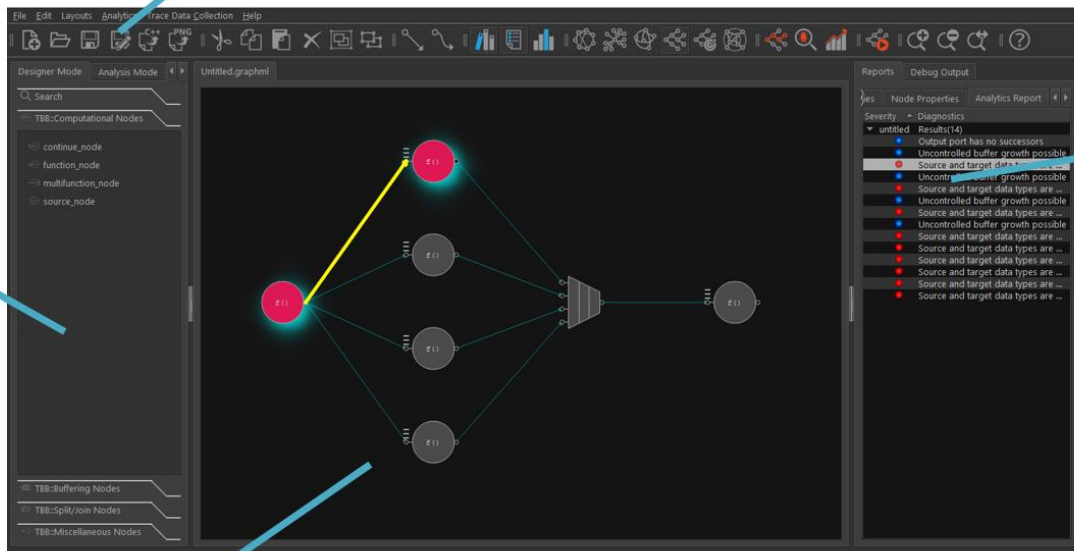 File Edit Layouts Analytics Trace Data Collection Help
C++ PNG
Designer Mode Analysis Mode
Search
TBB::Computational Nodes
continue_node
function_node
multifunction_node
source_node
TBB::Buffering Nodes
TBB::Split/Join Nodes
TBB::Miscellaneous Nodes
Untitled.graphml
f()
f()
f()
f()
f()
f()
Reports Debug Output
Node Properties Analytics Report
Severity Diagnostics
untitled Results(14)
Output port has no successors
Uncontrolled buffer growth possible
Source and target data types are ...
Uncontrolled buffer growth possible
Source and target data types are ...
Uncontrolled buffer growth possible
Source and target data types are ...
Uncontrolled buffer growth possible
Source and target data types are ...
Source and target data types are ...
Source and target data types are ...
Source and target data types are ...
Source and target data types are ...
Source and target data types are ...